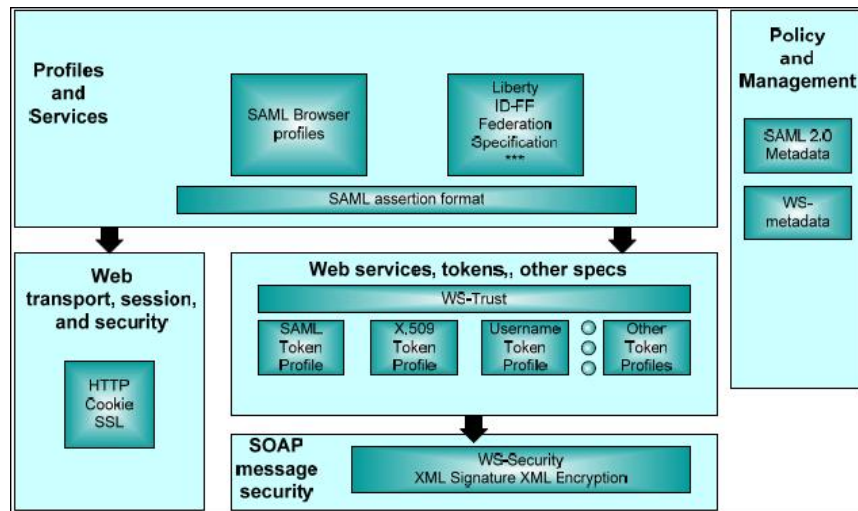 Profiles
and
Services
SAML Browser
profiles
Liberty
ID-FF
Federation
Specification
***
SAML assertion format
Policy
and
Management
SAML 2.0
Metadata
WS-
metadata
Web
transport, session,
and security
HTTP
Cookie
SSL
Web services, tokens,, other specs
WS-Trust
SAML
Token
Profile
X.509
Token
Profile
Username
Token
Profile
Other
Token
Profiles
SOAP
message
security
WS-Security
XML Signature XML Encryption